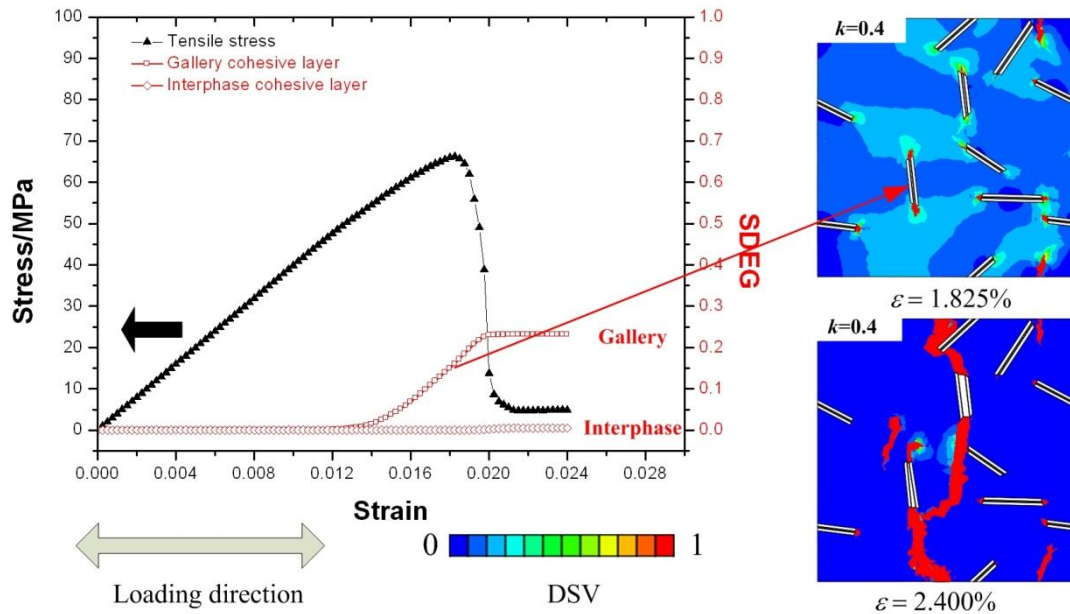 100
90
80
70
60
50
40
30
20
10
0
Stress/MPa
Tensile stress
Gallery cohesive layer
Interphase cohesive layer
1.0
0.9
0.8
0.7
0.6
0.5
0.4
0.3
0.2
0.1
0.0
SDEG
Gallery
Interphase
0.000 0.004 0.008 0.012 0.016 0.020 0.024 0.028
Strain
Loading direction
0 1
DSV
k=0.4
ε = 1.825%
k=0.4
ε = 2.400%